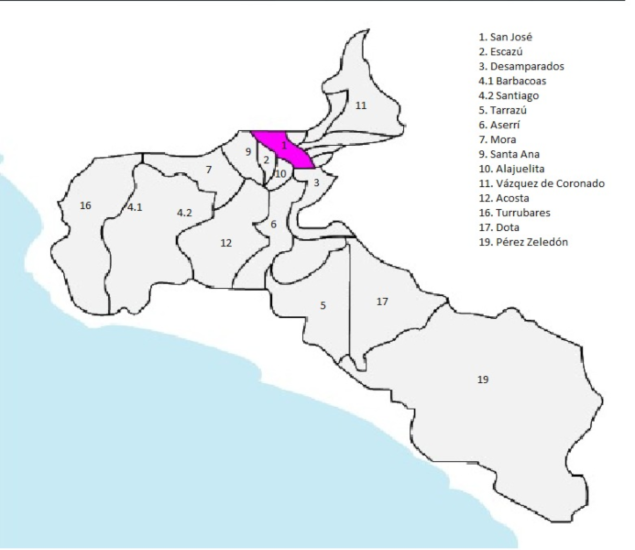 1. San José
2. Escazú
3. Desamparados
4.1 Barbacoas
4.2 Santiago
5. Tarrazú
6. Aserrí
7. Mora
9. Santa Ana
10. Alajuelita
11. Vázquez de Coronado
12. Acosta
16. Turrubares
17. Dota
19. Pérez Zeledón
11
1
9
2
7
10
3
16
4.1
4.2
6
12
5
17
19